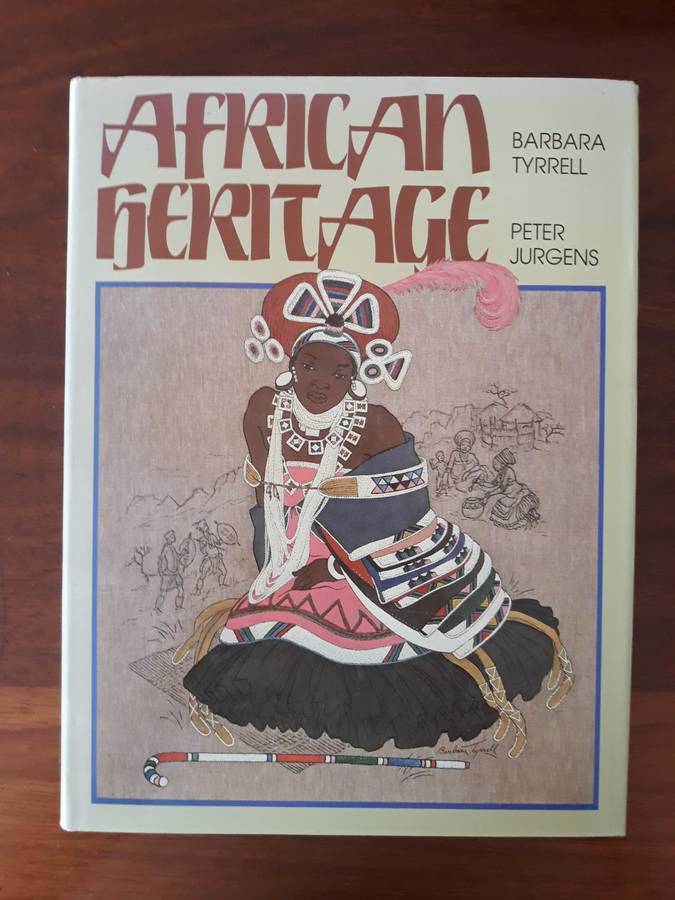 AFRICAN
HERITAGE
BARBARA
TYRRELL
PETER
JURGENS
Barbara Tyrrell